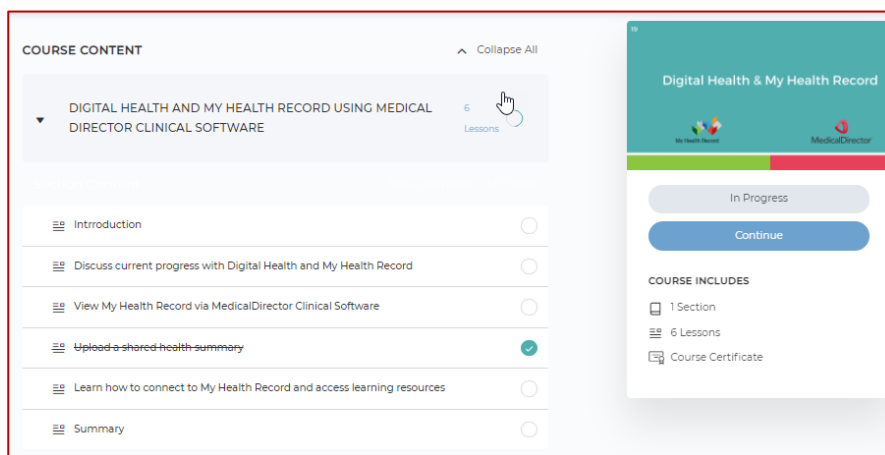 COURSE CONTENT
Collapse All
DIGITAL HEALTH AND MY HEALTH RECORD USING MEDICAL
DIRECTOR CLINICAL SOFTWARE
6
Lessons
Intrroduction
Discuss current progress with Digital Health and My Health Record
View My Health Record via MedicalDirector Clinical Software
Upload a shared health summary
Learn how to connect to My Health Record and access learning resources
Summary
19
Digital Health & My Health Record
My Health Record
MedicalDirector
In Progress
Continue
COURSE INCLUDES
1 Section
6 Lessons
Course Certificate